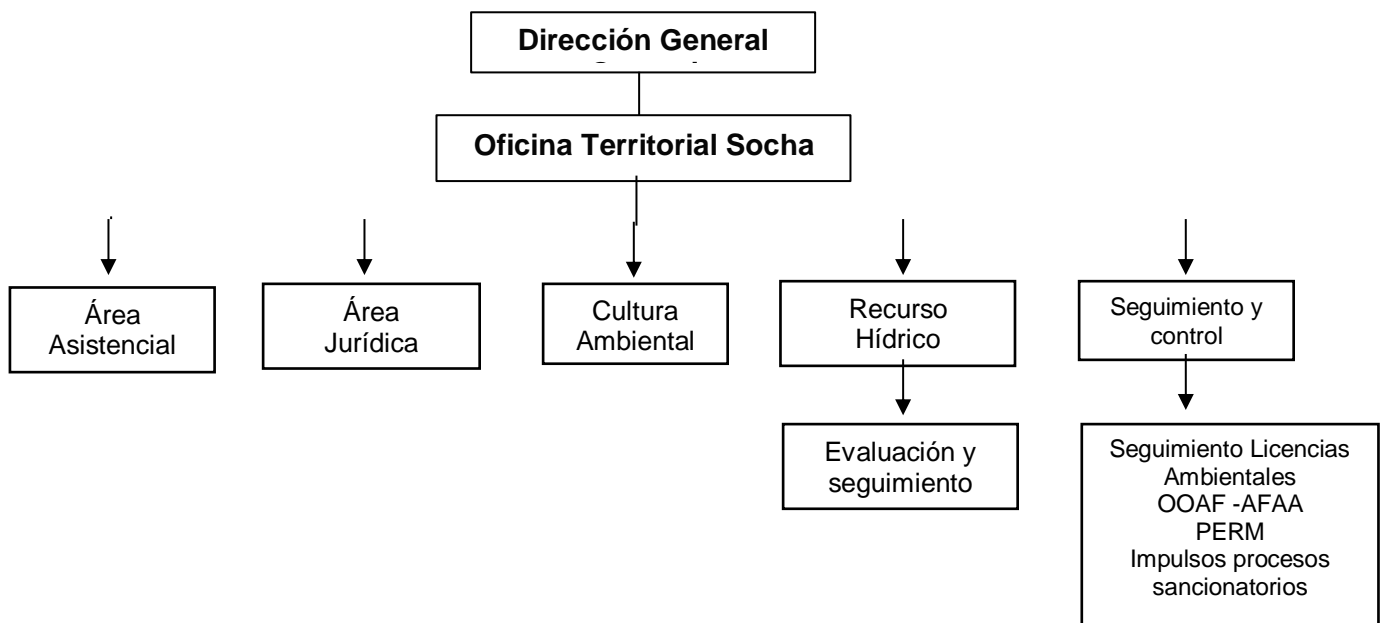 Dirección General
Oficina Territorial Socha
Área
Asistencial
Área
Jurídica
Cultura
Ambiental
Recurso
Hídrico
Seguimiento y
control
Evaluación y
seguimiento
Seguimiento Licencias
Ambientales
OOAF -AFAA
PERM
Impulsos procesos
sancionatorios